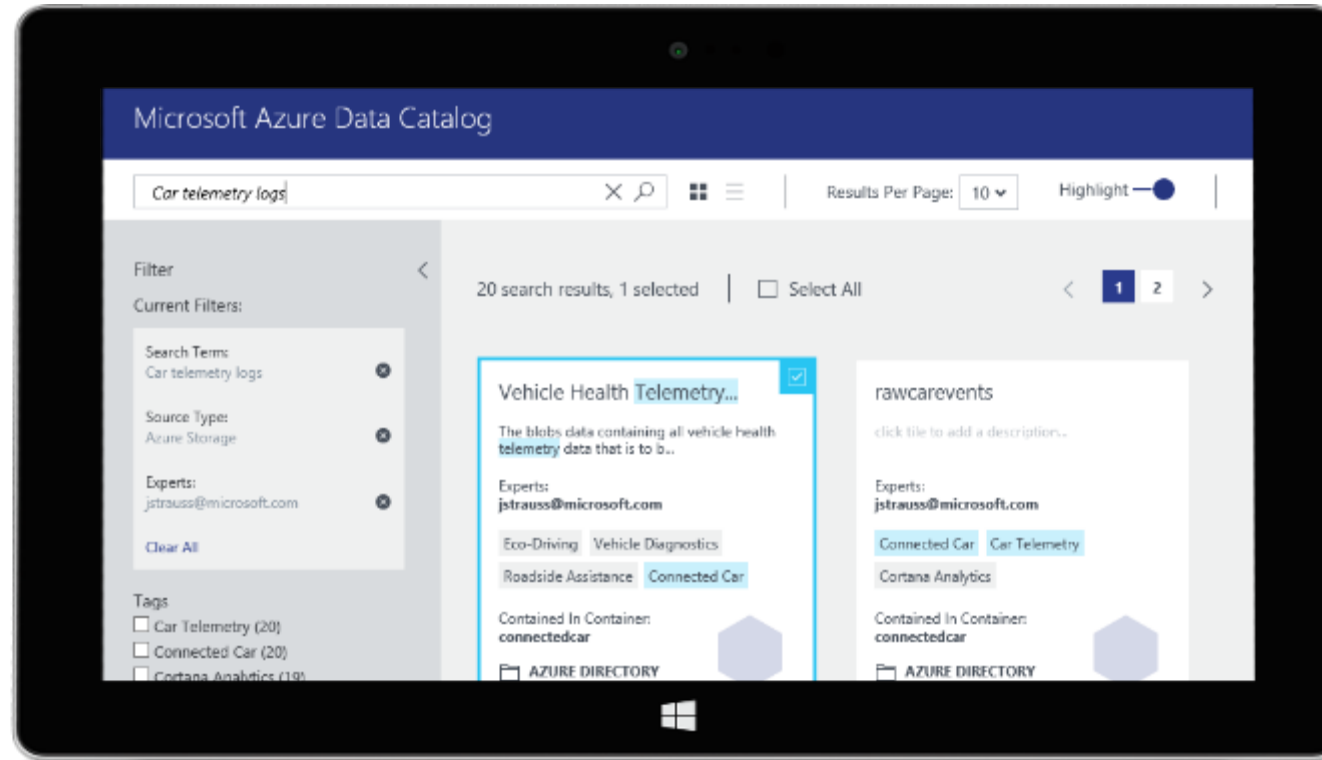 Microsoft Azure Data Catalog
Car telemetry logs
Results Per Page: 10
Highlight
Filter
Current Filters:
Search Term:
Car telemetry logs
Source Type:
Azure Storage
Experts:
jstrauss@microsoft.com
Clear All
Tags
Car Telemetry (20)
Connected Car (20)
Cortana Analytics (19)
20 search results, 1 selected
Select All
1 2
Vehicle Health Telemetry...
The blobs data containing all vehicle health
telemetry data that is to b...
Experts:
jstrauss@microsoft.com
Eco-Driving Vehicle Diagnostics
Roadside Assistance Connected Car
Contained In Container:
connectedcar
AZURE DIRECTORY
rawcarevents
click tile to add a description...
Experts:
jstrauss@microsoft.com
Connected Car Car Telemetry
Cortana Analytics
Contained In Container:
connectedcar
AZURE DIRECTORY